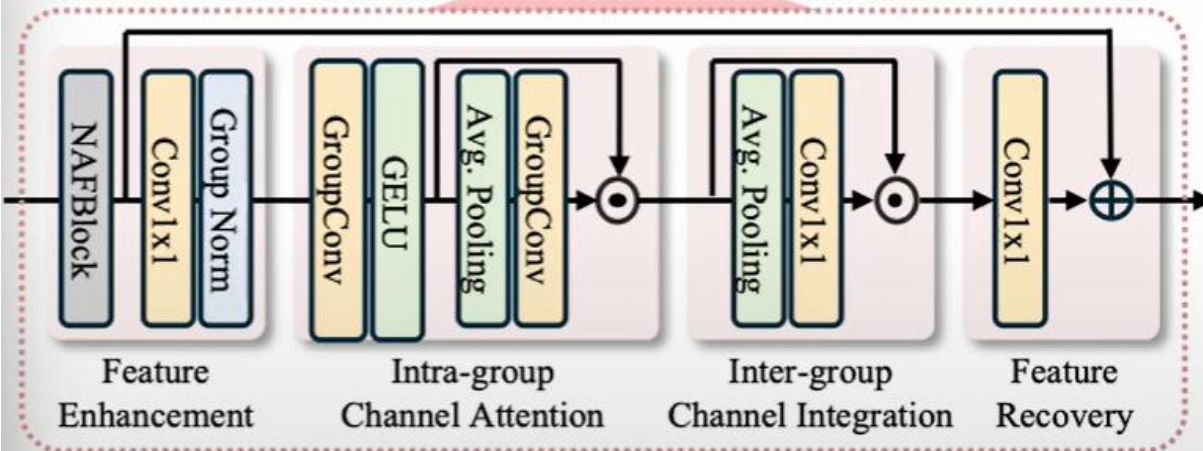 NAFBlock
Conv1x1
Group Norm
GroupConv
GELU
Avg. Pooling
GroupConv
Avg. Pooling
Conv1x1
Conv1x1
Feature
Enhancement
Intra-group
Channel Attention
Inter-group
Channel Integration
Feature
Recovery